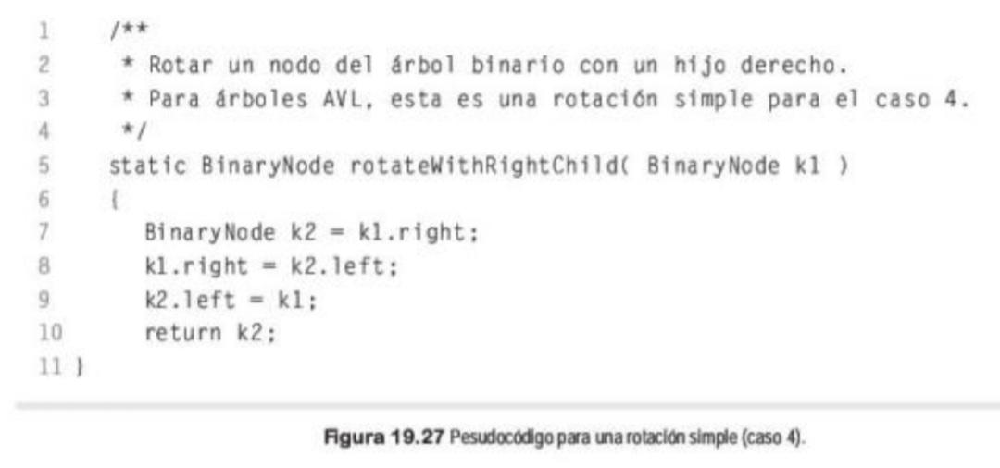 1 /**
2 * Rotar un nodo del árbol binario con un hijo derecho.
3 * Para árboles AVL, esta es una rotación simple para el caso 4.
4 */
5 static BinaryNode rotateWithRightChild( BinaryNode k1 )
6 {
7 BinaryNode k2 = k1.right;
8 k1.right = k2.left;
9 k2.left = k1;
10 return k2;
11 }
Figura 19.27 Pesudocódigo para una rotación simple (caso 4).